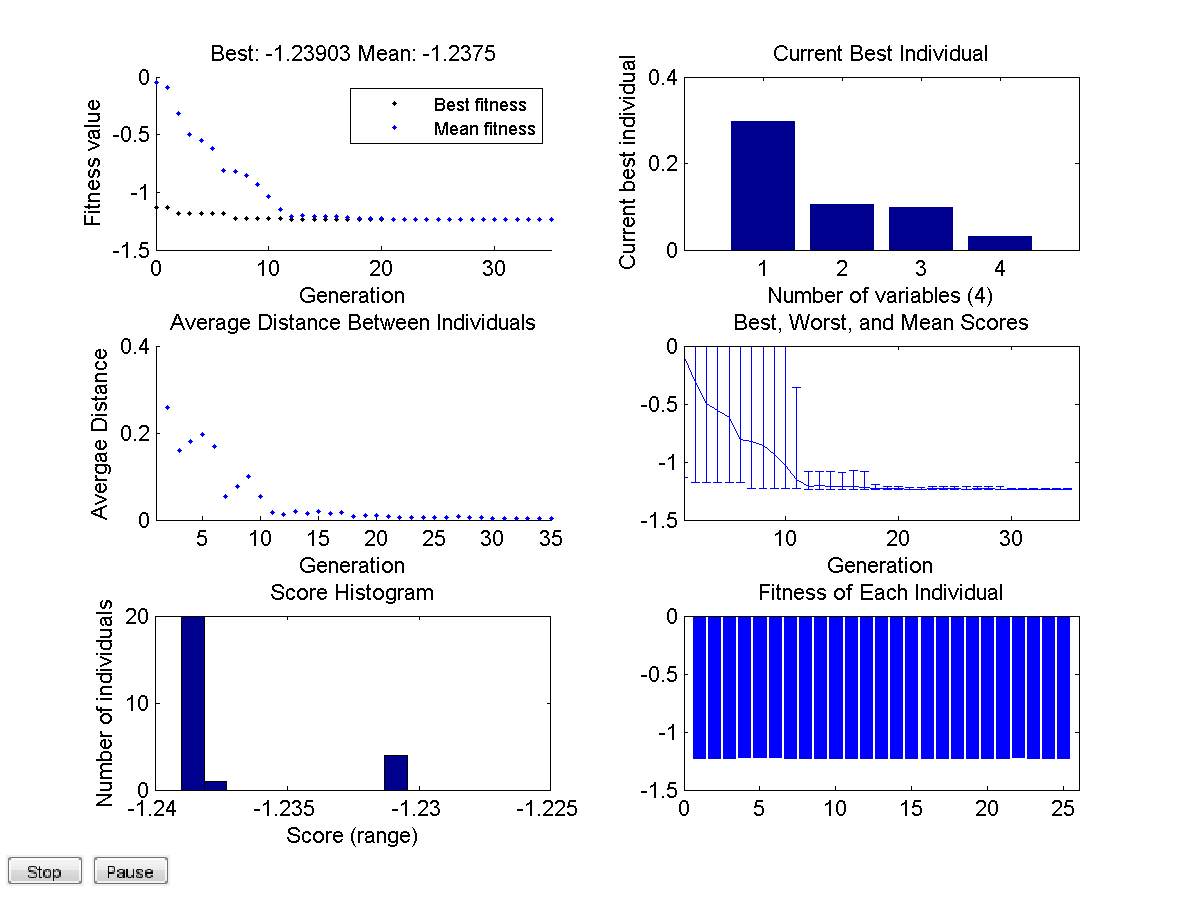 Best: -1.23903 Mean: -1.2375
Fitness value
0
-0.5
-1
-1.5
Best fitness
Mean fitness
0 10 20 30
Generation
Current Best Individual
Current best individual
0.4
0.2
0
1 2 3 4
Number of variables (4)
Average Distance Between Individuals
Avergae Distance
0.4
0.2
0
5 10 15 20 25 30 35
Generation
Best, Worst, and Mean Scores
0
-0.5
-1
-1.5
10 20 30
Generation
Score Histogram
Number of individuals
20
10
0
-1.24 -1.235 -1.23 -1.225
Score (range)
Fitness of Each Individual
0
-0.5
-1
-1.5
0 5 10 15 20 25
Stop Pause